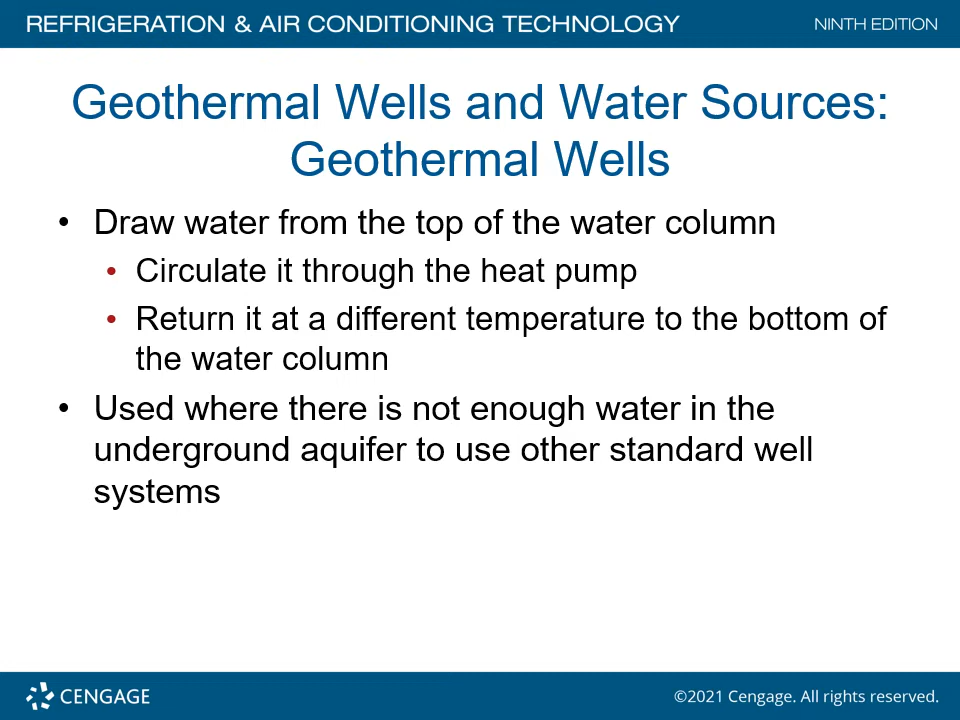 REFRIGERATION & AIR CONDITIONING TECHNOLOGY
NINTH EDITION
Geothermal Wells and Water Sources:
Geothermal Wells
• Draw water from the top of the water column
• Circulate it through the heat pump
• Return it at a different temperature to the bottom of
the water column
• Used where there is not enough water in the
underground aquifer to use other standard well
systems
CENGAGE
©2021 Cengage. All rights reserved.